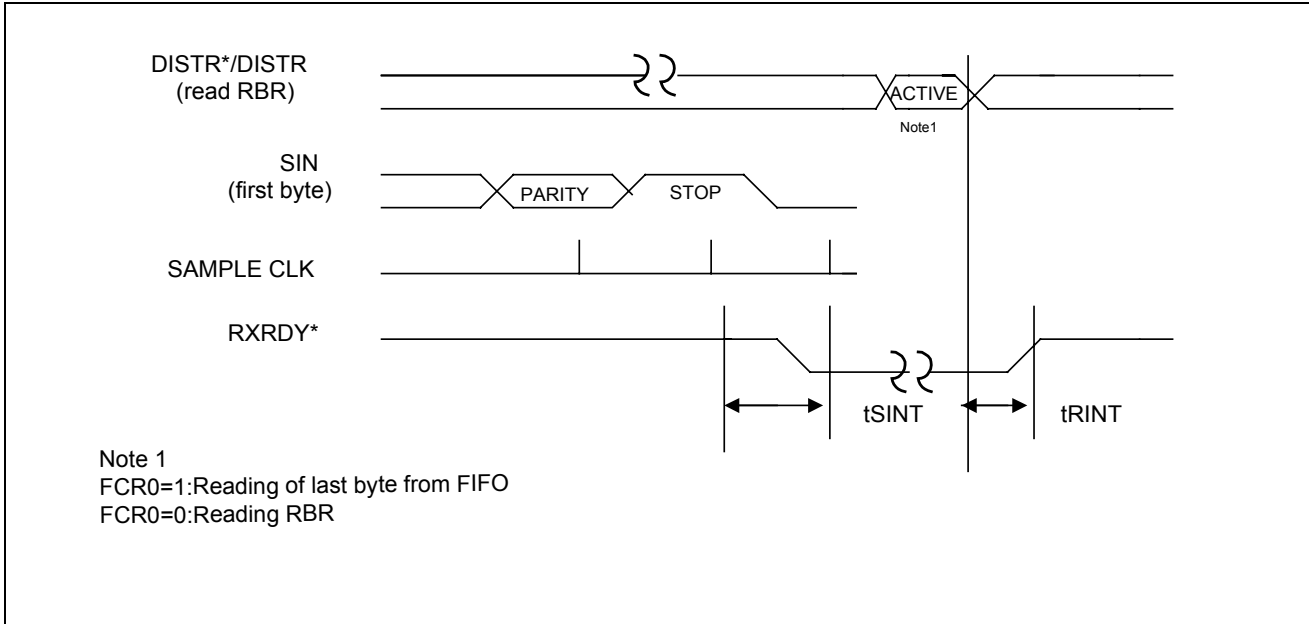 DISTR*/DISTR
(read RBR)
ACTIVE
Note1
SIN
(first byte)
PARITY
STOP
SAMPLE CLK
RXRDY*
tSINT
tRINT
Note 1
FCR0=1:Reading of last byte from FIFO
FCR0=0:Reading RBR